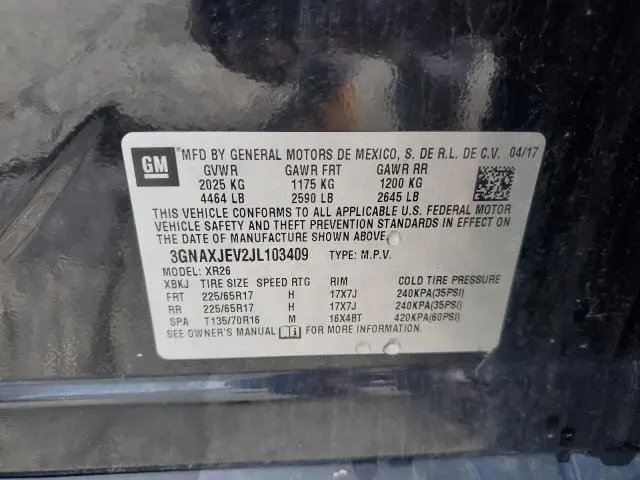 GM
*MFD BY GENERAL MOTORS DE MEXICO, S. DE R.L. DE C.V. 04/17
GVWR GAWR FRT GAWR RR
2025 KG 1175 KG 1200 KG
4464 LB 2590 LB 2645 LB
THIS VEHICLE CONFORMS TO ALL APPLICABLE U.S. FEDERAL MOTOR
VEHICLE SAFETY AND THEFT PREVENTION STANDARDS IN EFFECT ON
THE DATE OF MANUFACTURE SHOWN ABOVE
3GNAXJEV2JL103409 TYPE: M.P.V.
MODEL: XR26
XBKJ TIRE SIZE SPEED RTG RIM COLD TIRE PRESSURE
FRT 225/65R17 H 17X7J 240KPA(35PSI)
RR 225/65R17 H 17X7J 240KPA(35PSI)
SPA T135/70R16 M 16X4BT 420KPA(60PSI)
SEE OWNER'S MANUAL i FOR MORE INFORMATION.